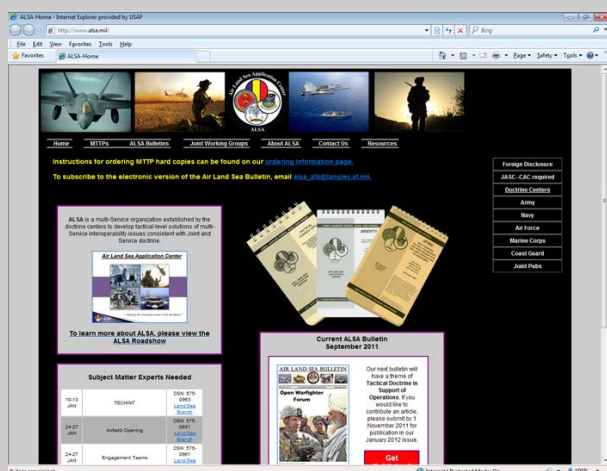 ALSA-Home - Internet Explorer provided by USAF
http://www.alsa.mil/
Bing
File Edit View Favorites Tools Help
Favorites ALSA-Home
Page Safety Tools
Air Land Sea Application Center
ALSA
Home MTTPs ALSA Bulletins Joint Working Groups About ALSA Contact Us Resources
Instructions for ordering MTTP hard copies can be found on our ordering information page.
To subscribe to the electronic version of the Air Land Sea Bulletin, email alsa_alb@langley.af.mil.
Foreign Disclosure
JASC-CAC required
Doctrine Centers
Army
Navy
Air Force
Marine Corps
Coast Guard
Joint Pubs
ALSA is a multi-Service organization established by the
doctrine centers to develop tactical-level solutions of multi-
Service interoperability issues consistent with Joint and
Service doctrine.
Air Land Sea Application Center
To learn more about ALSA, please view the
ALSA Roadshow
BREVITY
Subject Matter Experts Needed
10-13
JAN
TECHINT
DSN: 575-
0963
Land/Sea
Branch
24-27
JAN
Airfield Opening
DSN: 575-
Land/Sea
Branch
24-27
JAN
Engagement Teams
DSN: 575-
0961
Land/Sea
Current ALSA Bulletin
September 2011
AIR LAND SEA BULLETIN
Open Warfighter
Forum
Our next bulletin will
have a theme of
Tactical Doctrine in
Support of
Operations. If you
would like to
contribute an article,
please submit by 1
November 2011 for
publication in our
January 2012 issue.
Get
100%